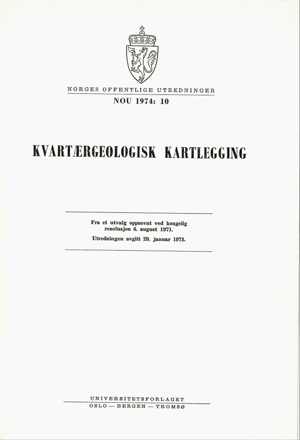 NORGES OFFENTLIGE UTREDNINGER
NOU 1974: 10
KVARTÆRGEOLOGISK KARTLEGGING
Fra et utvalg oppnevnt ved kongelig
resolusjon 6. august 1971.
Utredningen avgitt 29. januar 1973.
UNIVERSITETSFORLAGET
OSLO — BERGEN — TROMSØ